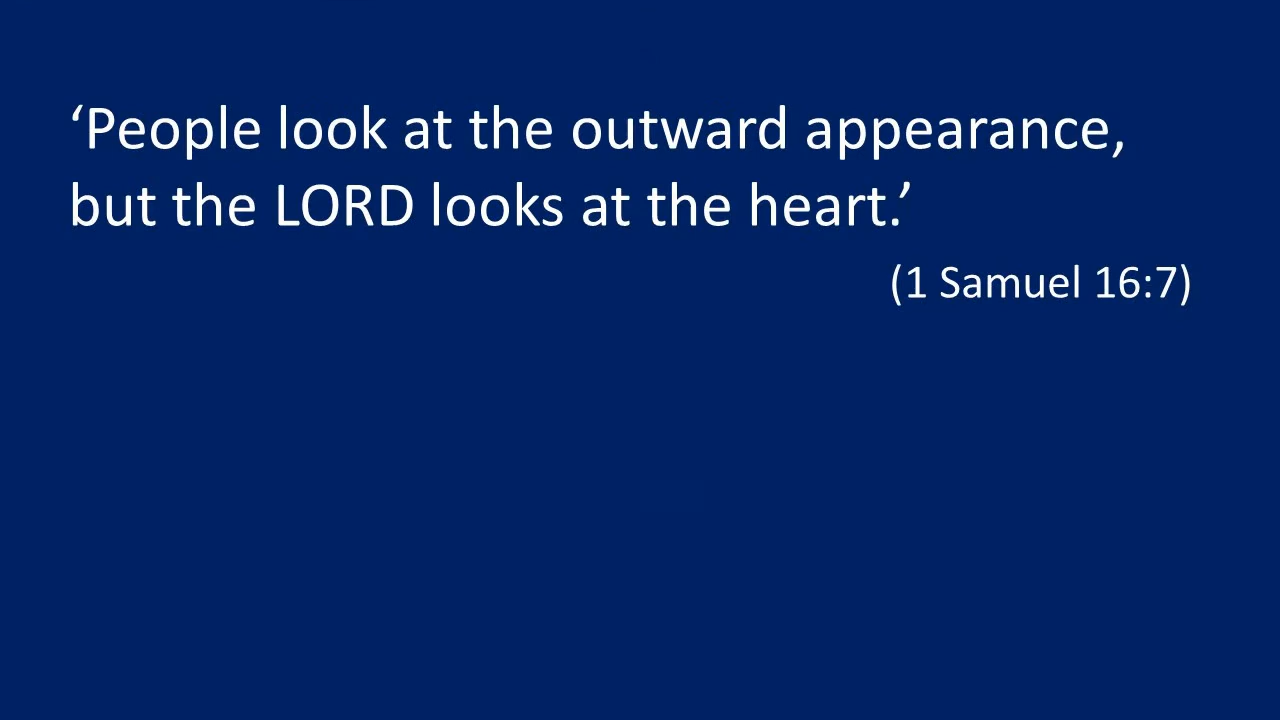 ‘People look at the outward appearance,
but the LORD looks at the heart.’
(1 Samuel 16:7)